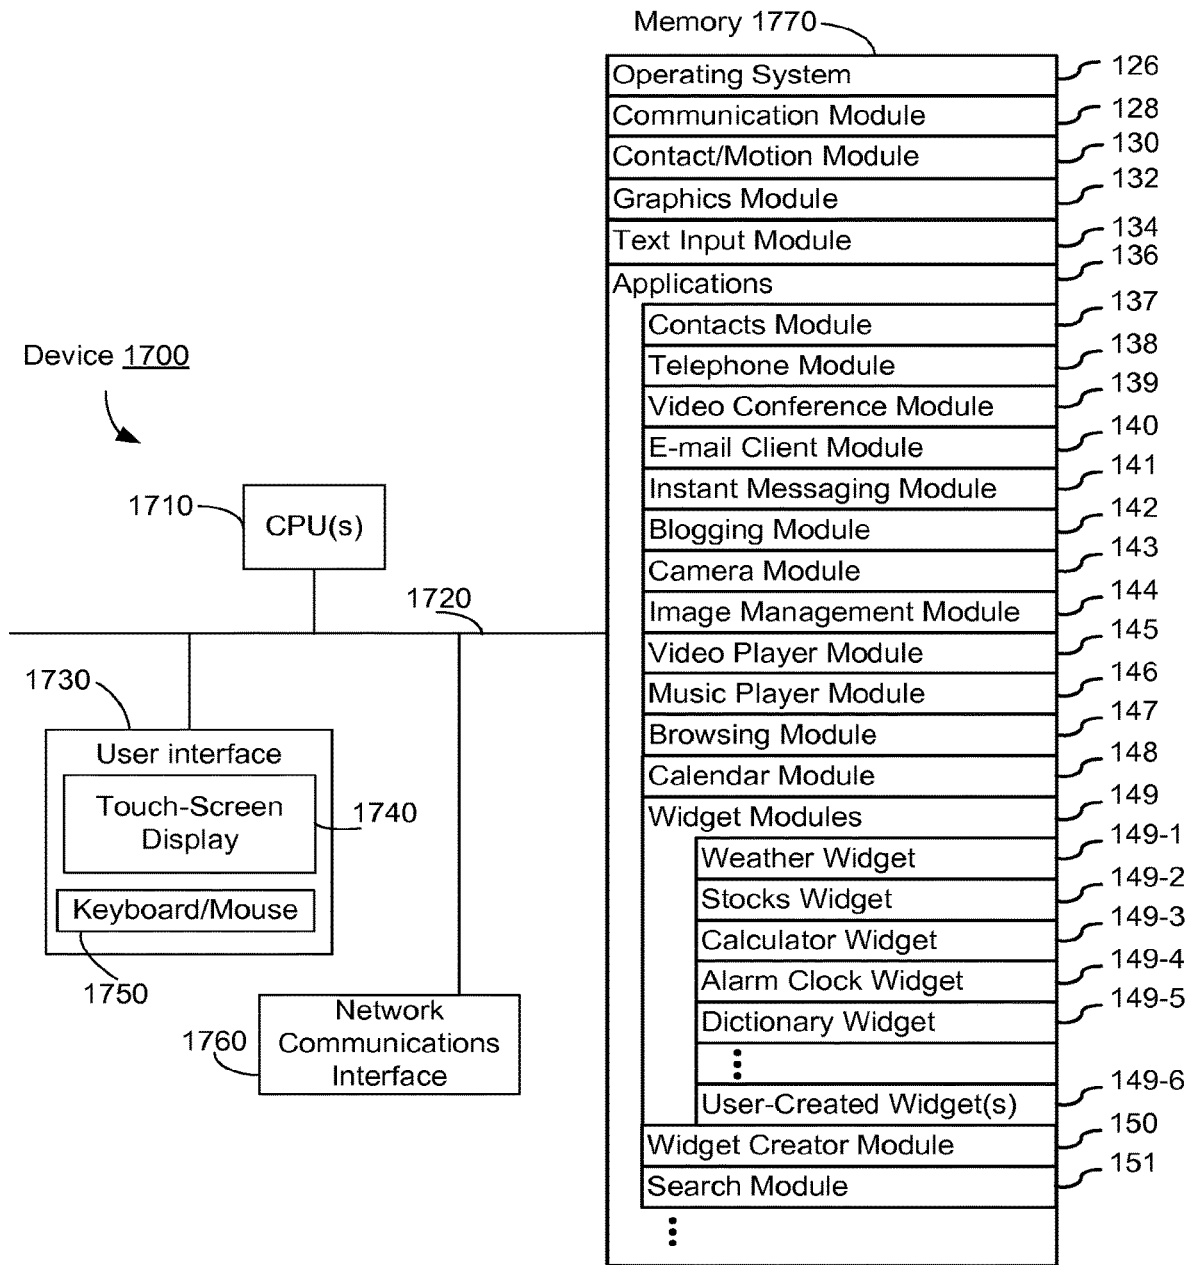 Memory 1770
Operating System
126
Communication Module
128
Contact/Motion Module
130
Graphics Module
132
Text Input Module
134
Applications
136
Contacts Module
137
Telephone Module
138
Video Conference Module
139
E-mail Client Module
140
Instant Messaging Module
141
Blogging Module
142
Camera Module
143
Image Management Module
144
Video Player Module
145
Music Player Module
146
Browsing Module
147
Calendar Module
148
Widget Modules
149
Weather Widget
149-1
Stocks Widget
149-2
Calculator Widget
149-3
Alarm Clock Widget
149-4
Dictionary Widget
149-5
User-Created Widget(s)
149-6
Widget Creator Module
150
Search Module
151
Device 1700
1710
CPU(s)
1720
1730
User interface
Touch-Screen
Display
1740
Keyboard/Mouse
1750
1760
Network
Communications
Interface